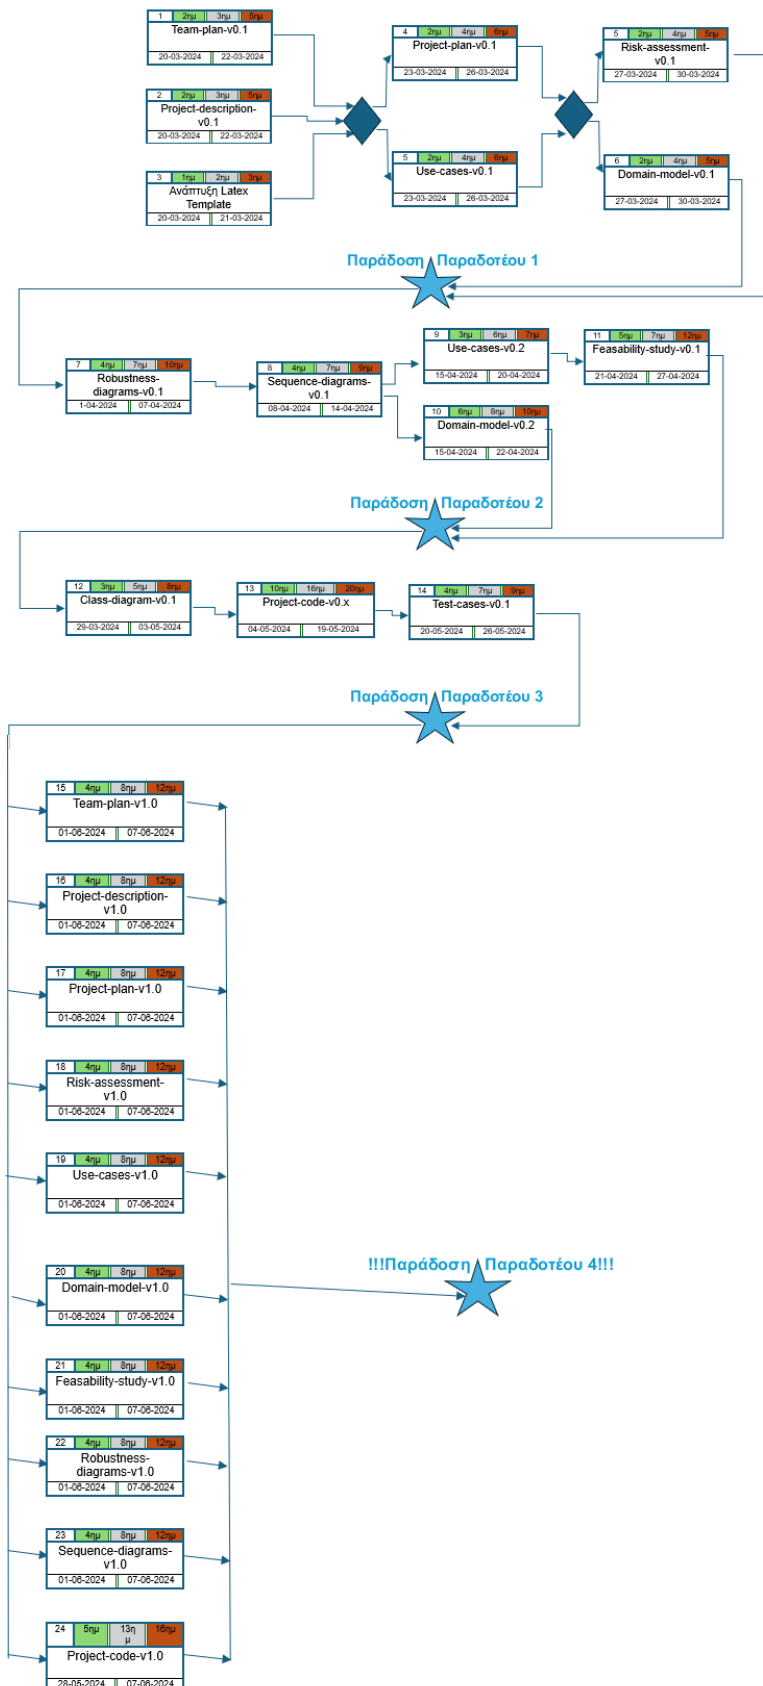 1 2ημ 3ημ 5ημ
Team-plan-v0.1
20-03-2024 22-03-2024
2 2ημ 3ημ 5ημ
Project-description-
v0.1
20-03-2024 22-03-2024
3 1ημ 2ημ 3ημ
Ανάπτυξη Latex
Template
20-03-2024 21-03-2024
4 2ημ 4ημ 6ημ
Project-plan-v0.1
23-03-2024 26-03-2024
5 2ημ 4ημ 6ημ
Use-cases-v0.1
23-03-2024 26-03-2024
5 2ημ 4ημ 5ημ
Risk-assessment-
v0.1
27-03-2024 30-03-2024
6 2ημ 4ημ 5ημ
Domain-model-v0.1
27-03-2024 30-03-2024
Παράδοση Παραδοτέου 1
7 4ημ 7ημ 10ημ
Robustness-
diagrams-v0.1
1-04-2024 07-04-2024
8 4ημ 7ημ 9ημ
Sequence-diagrams-
v0.1
08-04-2024 14-04-2024
9 3ημ 6ημ 7ημ
Use-cases-v0.2
15-04-2024 20-04-2024
10 6ημ 8ημ 10ημ
Domain-model-v0.2
15-04-2024 22-04-2024
11 5ημ 7ημ 12ημ
Feasability-study-v0.1
21-04-2024 27-04-2024
Παράδοση Παραδοτέου 2
12 3ημ 5ημ 8ημ
Class-diagram-v0.1
29-03-2024 03-05-2024
13 10ημ 16ημ 20ημ
Project-code-v0.x
04-05-2024 19-05-2024
14 4ημ 7ημ 9ημ
Test-cases-v0.1
20-05-2024 26-05-2024
Παράδοση Παραδοτέου 3
15 4ημ 8ημ 12ημ
Team-plan-v1.0
01-06-2024 07-06-2024
16 4ημ 8ημ 12ημ
Project-description-
v1.0
01-06-2024 07-06-2024
17 4ημ 8ημ 12ημ
Project-plan-v1.0
01-06-2024 07-06-2024
18 4ημ 8ημ 12ημ
Risk-assessment-
v1.0
01-06-2024 07-06-2024
19 4ημ 8ημ 12ημ
Use-cases-v1.0
01-06-2024 07-06-2024
20 4ημ 8ημ 12ημ
Domain-model-v1.0
01-06-2024 07-06-2024
!!!Παράδοση Παραδοτέου 4!!!
21 4ημ 8ημ 12ημ
Feasability-study-v1.0
01-06-2024 07-06-2024
22 4ημ 8ημ 12ημ
Robustness-
diagrams-v1.0
01-06-2024 07-06-2024
23 4ημ 8ημ 12ημ
Sequence-diagrams-
v1.0
01-06-2024 07-06-2024
24 5ημ 13η
μ 16ημ
Project-code-v1.0
28-05-2024 07-06-2024